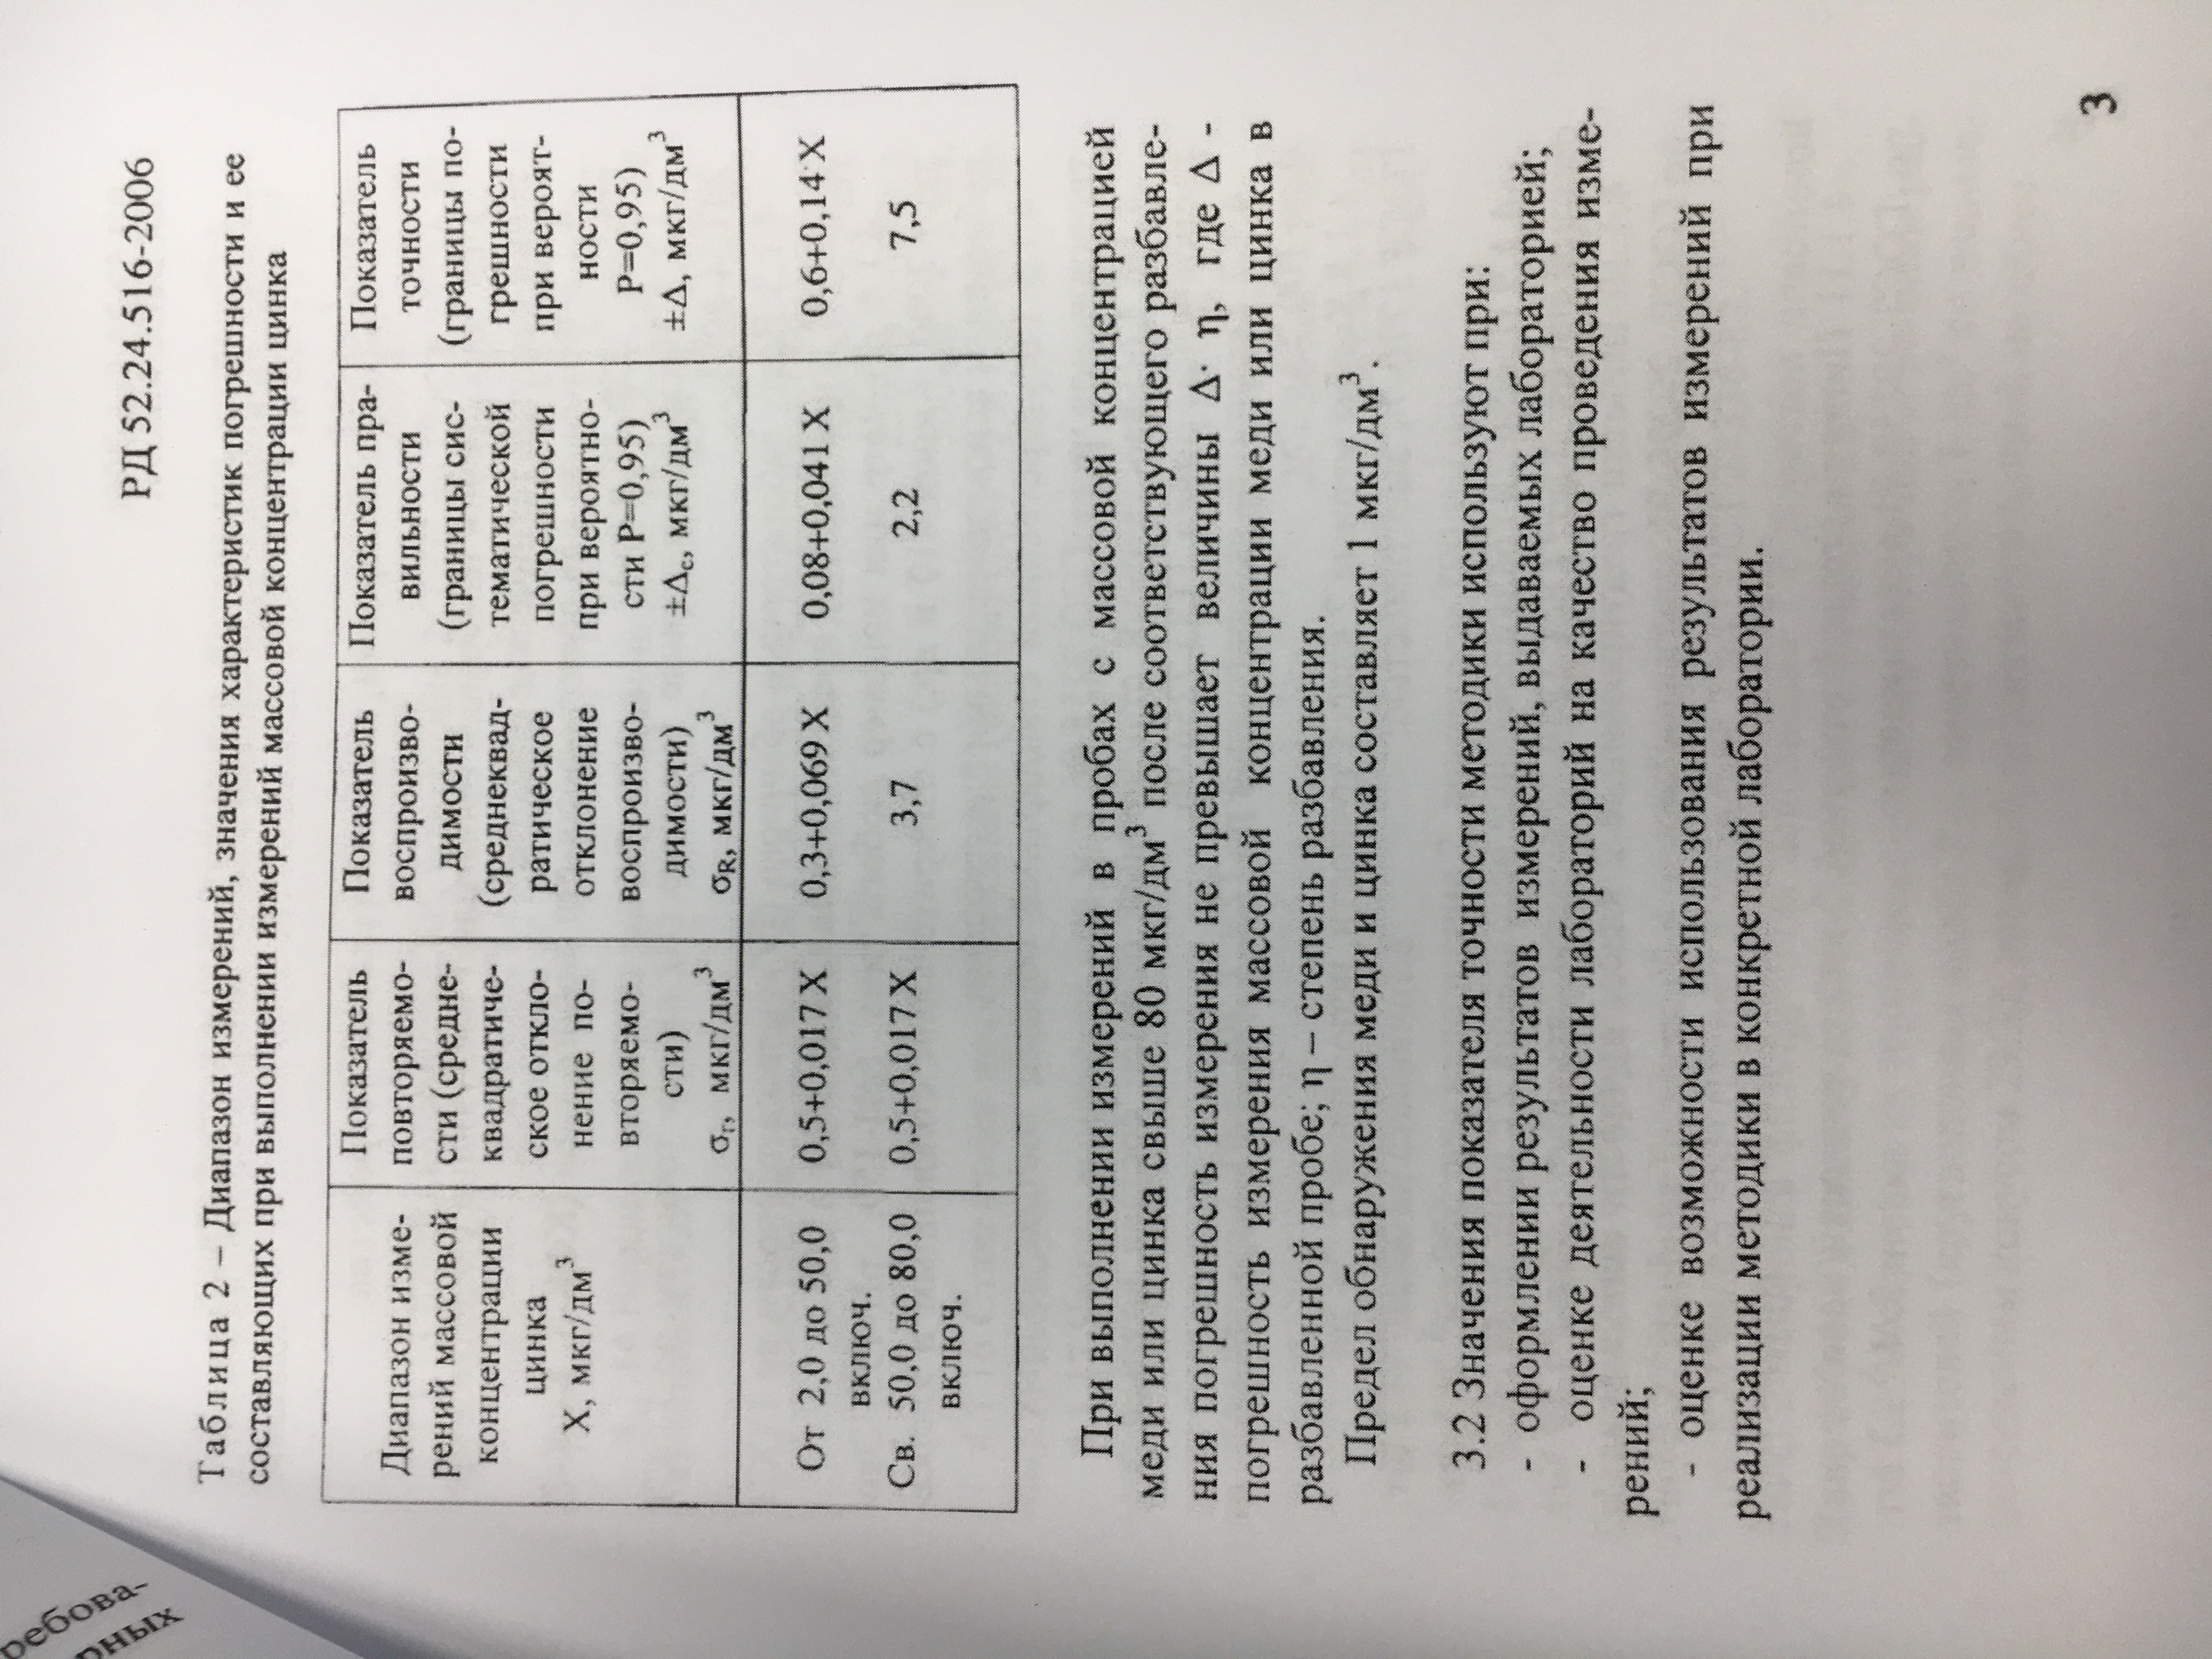 РД 52.24.516-2006
Таблица 2 – Диапазон измерений, значения характеристик погрешности и ее
составляющих при выполнении измерений массовой концентрации цинка
Диапазон изме-
рений массовой
концентрации
цинка
X, мкг/дм³
Показатель
повторяемо-
сти (средне-
квадратиче-
ское откло-
нение по-
вторяемо-
сти)
σr, мкг/дм³
Показатель
воспроизво-
димости
(среднеквад-
ратическое
отклонение
воспроизво-
димости)
σR, мкг/дм³
Показатель пра-
вильности
(границы сис-
тематической
погрешности
при вероятно-
сти P=0,95)
±Δc, мкг/дм³
Показатель
точности
(границы по-
грешности
при вероят-
ности
P=0,95)
±Δ, мкг/дм³
От 2,0 до 50,0
включ.
0,5+0,017 X
0,3+0,069 X
0,08+0,041 X
0,6+0,14·X
Св. 50,0 до 80,0
включ.
0,5+0,017 X
3,7
2,2
7,5
При выполнении измерений в пробах с массовой концентрацией
меди или цинка свыше 80 мкг/дм³ после соответствующего разбавле-
ния погрешность измерения не превышает величины Δ· η, где Δ -
погрешность измерения массовой концентрации меди или цинка в
разбавленной пробе; η – степень разбавления.
Предел обнаружения меди и цинка составляет 1 мкг/дм³.
3.2 Значения показателя точности методики используют при:
- оформлении результатов измерений, выдаваемых лабораторией;
- оценке деятельности лабораторий на качество проведения изме-
рений;
- оценке возможности использования результатов измерений при
реализации методики в конкретной лаборатории.
3
ребова-
рных